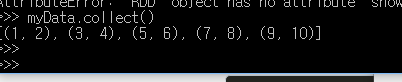 AttributeError: 'RDD' object has no attribute 'show
>>> myData.collect()
[(1, 2), (3, 4), (5, 6), (7, 8), (9, 10)]
>>>
>>>